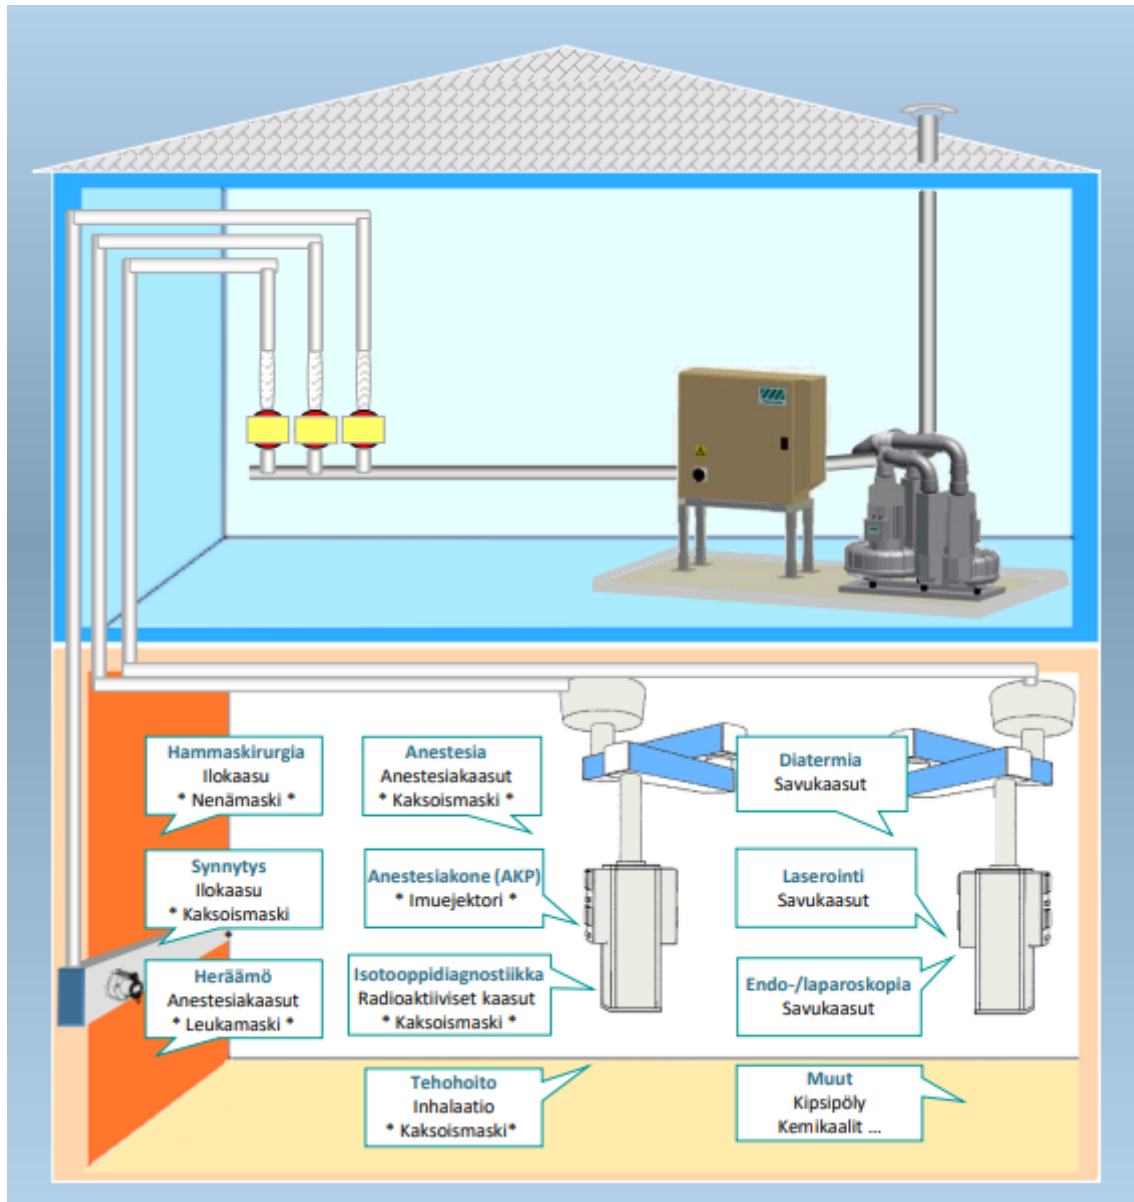 Hammaskirurgia
Ilokaasu
* Nenämaski *
Synnytys
Ilokaasu
* Kaksoismaski
*
Heräämö
Anestesiakaasut
* Leukamaski *
Anestesia
Anestesiakaasut
* Kaksoismaski *
Anestesiakone (AKP)
* Imuejektori *
Isotooppidiagnostiikka
Radioaktiiviset kaasut
* Kaksoismaski *
Tehohoito
Inhalaatio
* Kaksoismaski*
Diatermia
Savukaasut
Laserointi
Savukaasut
Endo-/laparoskopia
Savukaasut
Muut
Kipsipöly
Kemikaalit ...